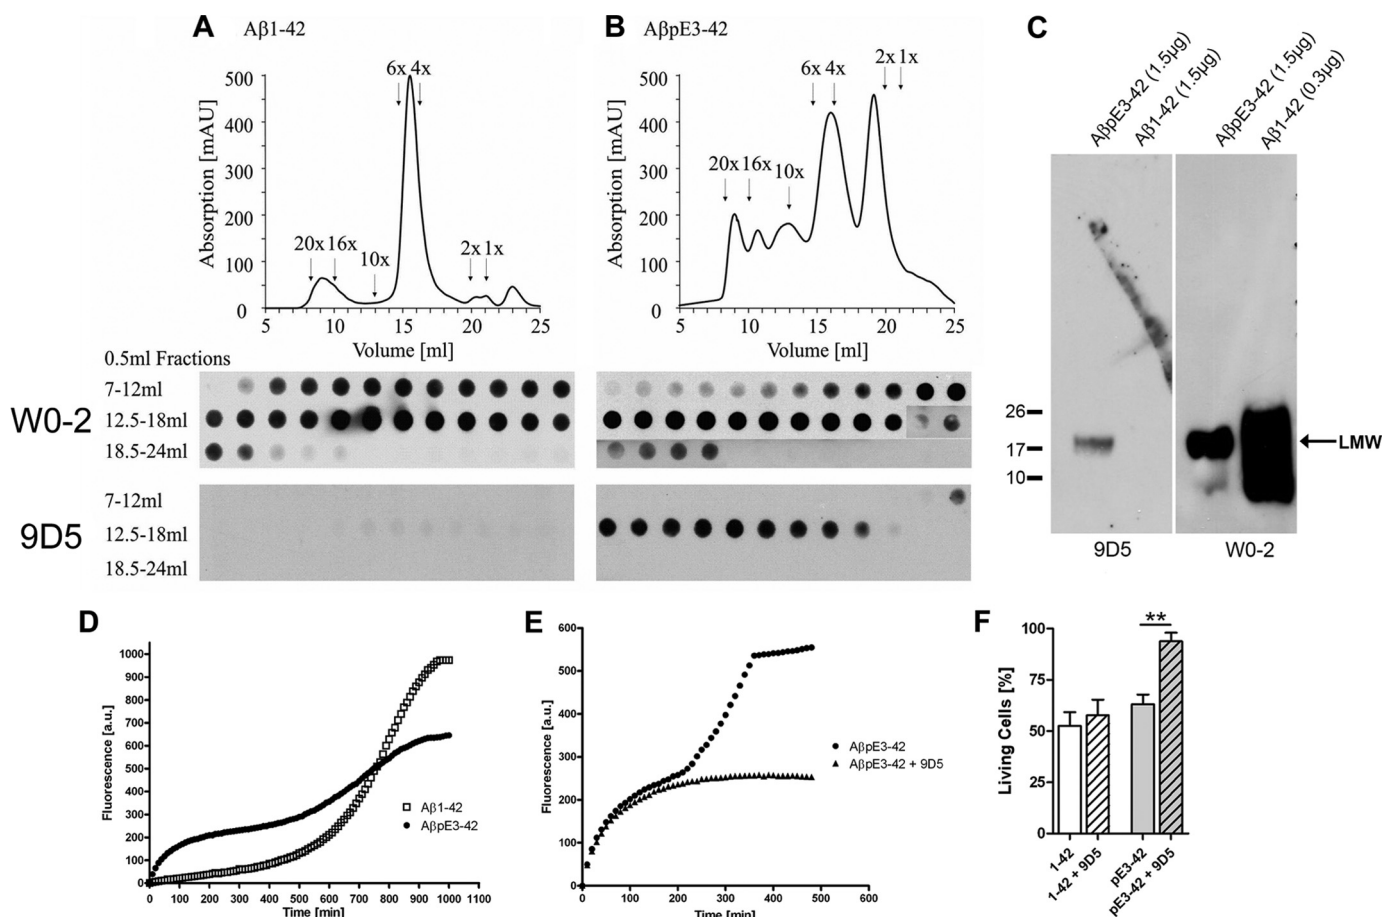 A Aβ1-42
B AβpE3-42
C
AβpE3-42 (1.5µg)
Aβ1-42 (1.5µg)
AβpE3-42 (1.5µg)
Aβ1-42 (0.3µg)
Absorption [mAU]
500
400
300
200
100
0
20x 16x
10x
6x 4x
2x 1x
5 10 15 20 25
Volume [ml]
Absorption [mAU]
500
400
300
200
100
0
20x 16x
10x
6x 4x
2x 1x
5 10 15 20 25
Volume [ml]
0.5ml Fractions
W0-2
7-12ml
12.5-18ml
18.5-24ml
9D5
7-12ml
12.5-18ml
18.5-24ml
26
17
10
LMW
9D5
W0-2
D
Fluorescence [a.u.]
1000
900
800
700
600
500
400
300
200
100
0
0 100 200 300 400 500 600 700 800 900 1000 1100
Time [min]
Aβ1-42
AβpE3-42
E
Fluorescence [a.u.]
600
500
400
300
200
100
0
0 100 200 300 400 500 600
Time [min]
AβpE3-42
AβpE3-42 + 9D5
F
Living Cells [%]
100
75
50
25
0
**
1-42
1-42 + 9D5
pE3-42
pE3-42 + 9D5